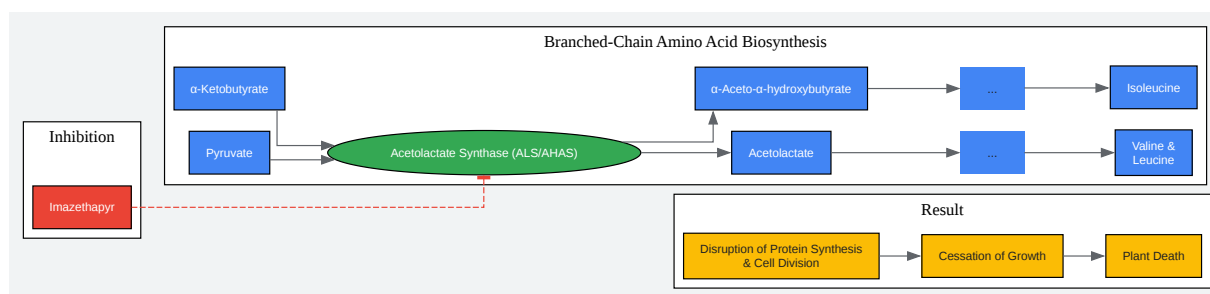 Branched-Chain Amino Acid Biosynthesis
α-Ketobutyrate
α-Aceto-α-hydroxybutyrate
...
Isoleucine
Inhibition
Pyruvate
Acetolactate Synthase (ALS/AHAS)
Acetolactate
...
Valine &
Leucine
Imazethapyr
Result
Disruption of Protein Synthesis
& Cell Division
Cessation of Growth
Plant Death